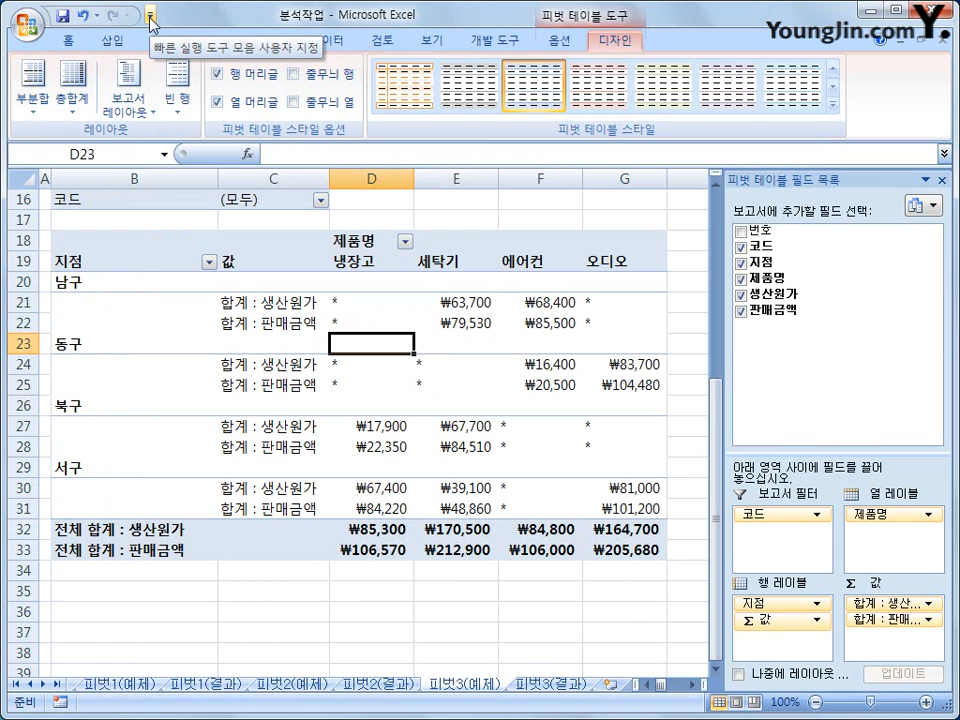 분석작업 - Microsoft Excel
피벗 테이블 도구
YoungJin.com Y.
홈 삽입 이터 검토 보기 개발 도구 옵션 디자인
빠른 실행 도구 모음 사용자 지정
부분합 총합계 보고서 레이아웃 빈 행
행 머리글 줄무늬 행
열 머리글 줄무늬 열
레이아웃 피벗 테이블 스타일 옵션 피벗 테이블 스타일
D23 fx
A B C D E F G
16 코드 (모두)
17
18 제품명
19 지점 값 냉장고 세탁기 에어컨 오디오
20 남구
21 합계 : 생산원가 * ₩63,700 ₩68,400 *
22 합계 : 판매금액 * ₩79,530 ₩85,500 *
23 동구
24 합계 : 생산원가 * * ₩16,400 ₩83,700
25 합계 : 판매금액 * * ₩20,500 ₩104,480
26 북구
27 합계 : 생산원가 ₩17,900 ₩67,700 * *
28 합계 : 판매금액 ₩22,350 ₩84,510 * *
29 서구
30 합계 : 생산원가 ₩67,400 ₩39,100 * ₩81,000
31 합계 : 판매금액 ₩84,220 ₩48,860 * ₩101,200
32 전체 합계 : 생산원가 ₩85,300 ₩170,500 ₩84,800 ₩164,700
33 전체 합계 : 판매금액 ₩106,570 ₩212,900 ₩106,000 ₩205,680
34
35
36
37
38
39
피벗 테이블 필드 목록
보고서에 추가할 필드 선택:
번호
코드
지점
제품명
생산원가
판매금액
아래 영역 사이에 필드를 끌어
놓으십시오.
보고서 필터 열 레이블
코드 제품명
행 레이블 Σ 값
지점 합계 : 생산...
Σ 값 합계 : 판매...
나중에 레이아웃 ... 업데이트
피벗1(예제) 피벗1(결과) 피벗2(예제) 피벗2(결과) 피벗3(예제) 피벗3(결과)
준비 100%